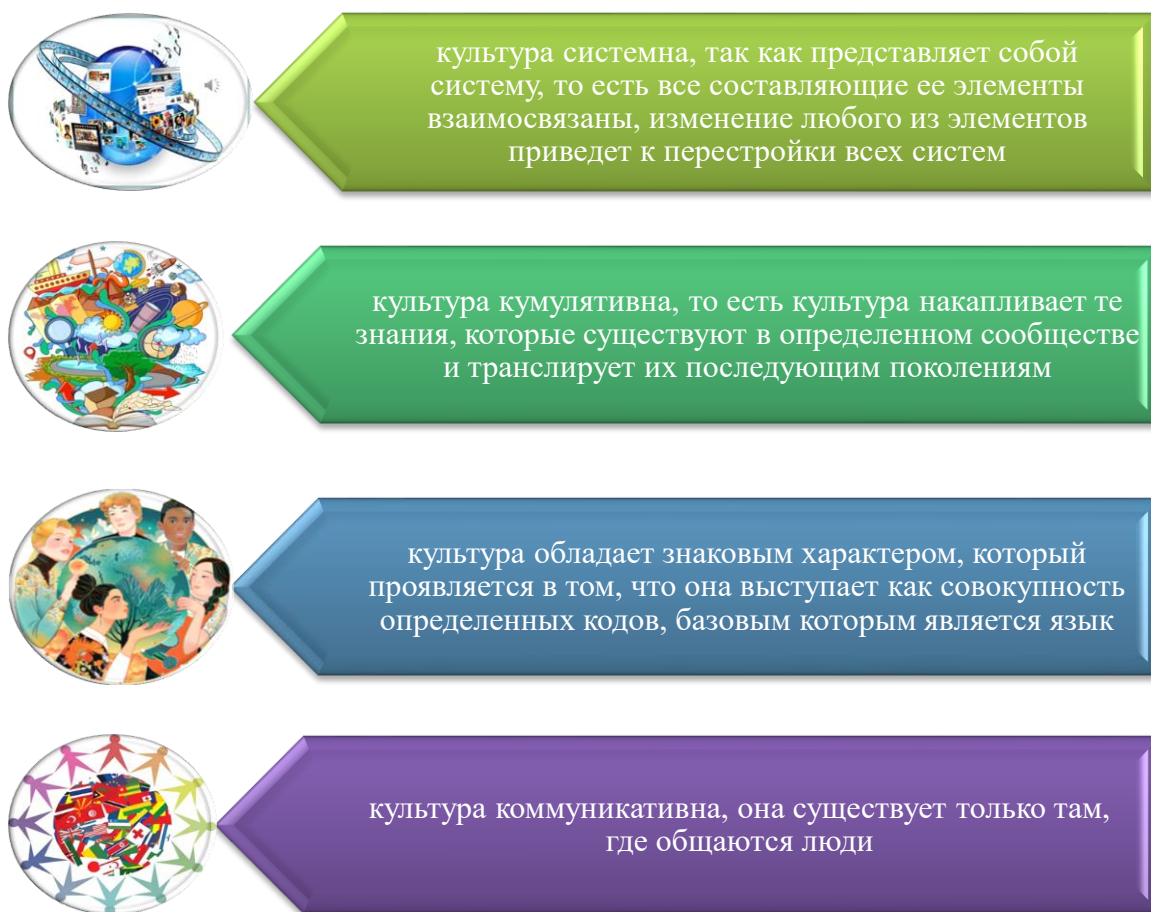 культура системна, так как представляет собой
систему, то есть все составляющие ее элементы
взаимосвязаны, изменение любого из элементов
приведет к перестройки всех систем
культура кумулятивна, то есть культура накапливает те
знания, которые существуют в определенном сообществе
и транслирует их последующим поколениям
культура обладает знаковым характером, который
проявляется в том, что она выступает как совокупность
определенных кодов, базовым которым является язык
культура коммуникативна, она существует только там,
где общаются люди